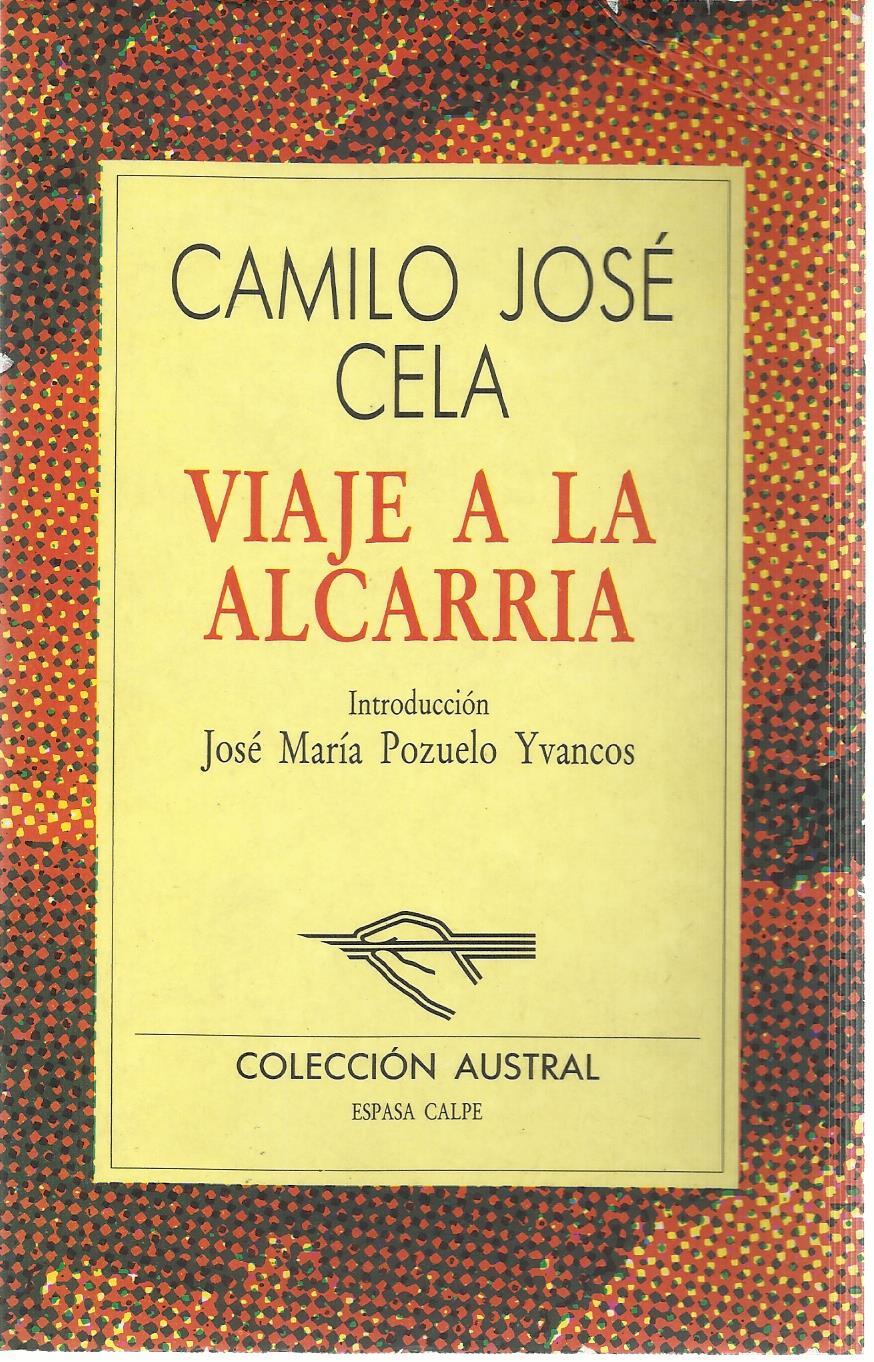 CAMILO JOSÉ
CELA
VIAJE A LA
ALCARRIA
Introducción
José María Pozuelo Yvancos
COLECCIÓN AUSTRAL
ESPASA CALPE